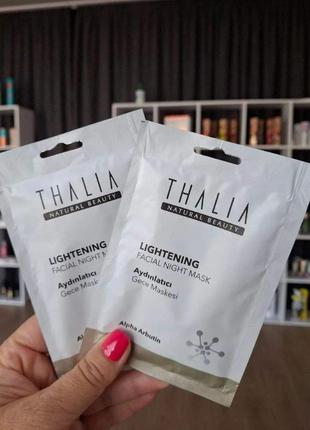 THALIA
NATURAL BEAUTY
LIGHTENING
FACIAL NIGHT M
Aydınlatıcı
Gece Mask
A
THALIA
NATURAL BEAUTY
LIGHTENING
FACIAL NIGHT MASK
Aydınlatıcı
Gece Maskesi
Alpha Arbutin